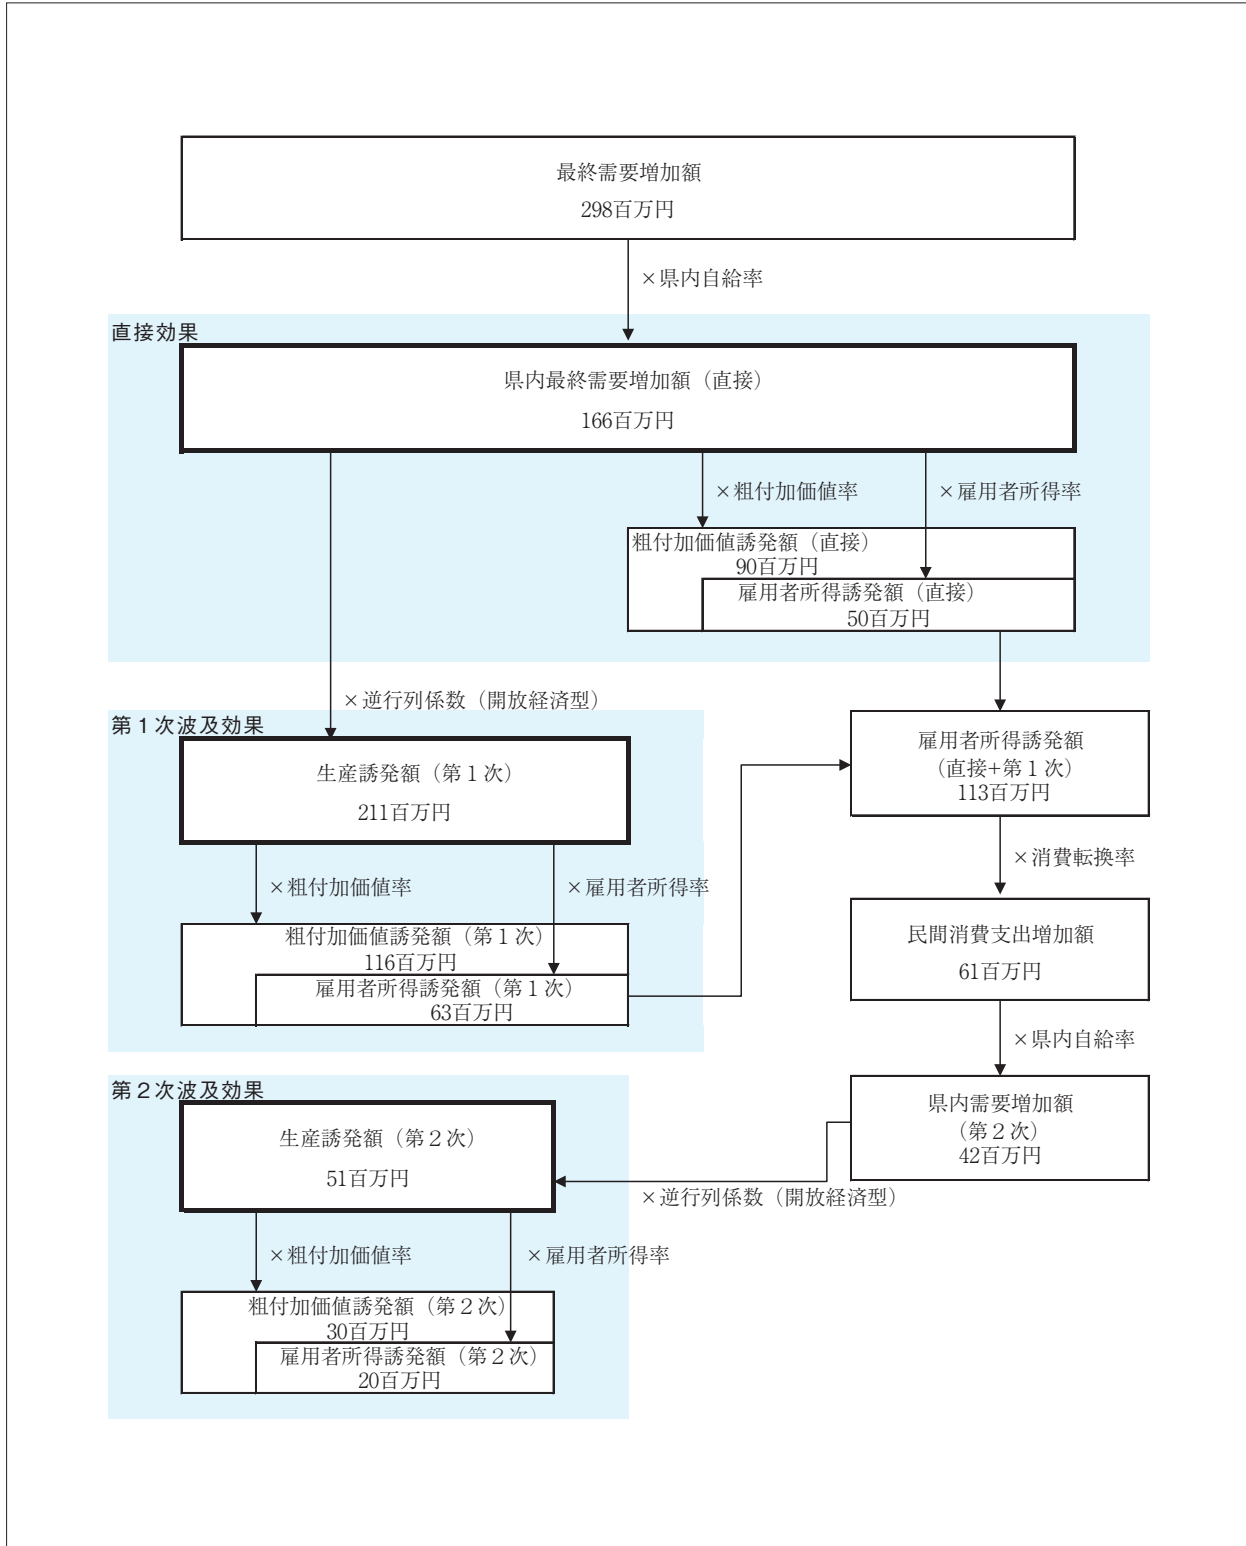 最終需要増加額
298百万円
×県内自給率
直接効果
県内最終需要増加額（直接）
166百万円
×粗付加価値率
×雇用者所得率
粗付加価値誘発額（直接）
90百万円
雇用者所得誘発額（直接）
50百万円
×逆行列係数（開放経済型）
第１次波及効果
生産誘発額（第１次）
211百万円
雇用者所得誘発額
（直接+第１次）
113百万円
×消費転換率
×粗付加価値率
×雇用者所得率
粗付加価値誘発額（第１次）
116百万円
雇用者所得誘発額（第１次）
63百万円
民間消費支出増加額
61百万円
×県内自給率
第２次波及効果
生産誘発額（第２次）
51百万円
県内需要増加額
（第２次）
42百万円
×逆行列係数（開放経済型）
×粗付加価値率
×雇用者所得率
粗付加価値誘発額（第２次）
30百万円
雇用者所得誘発額（第２次）
20百万円